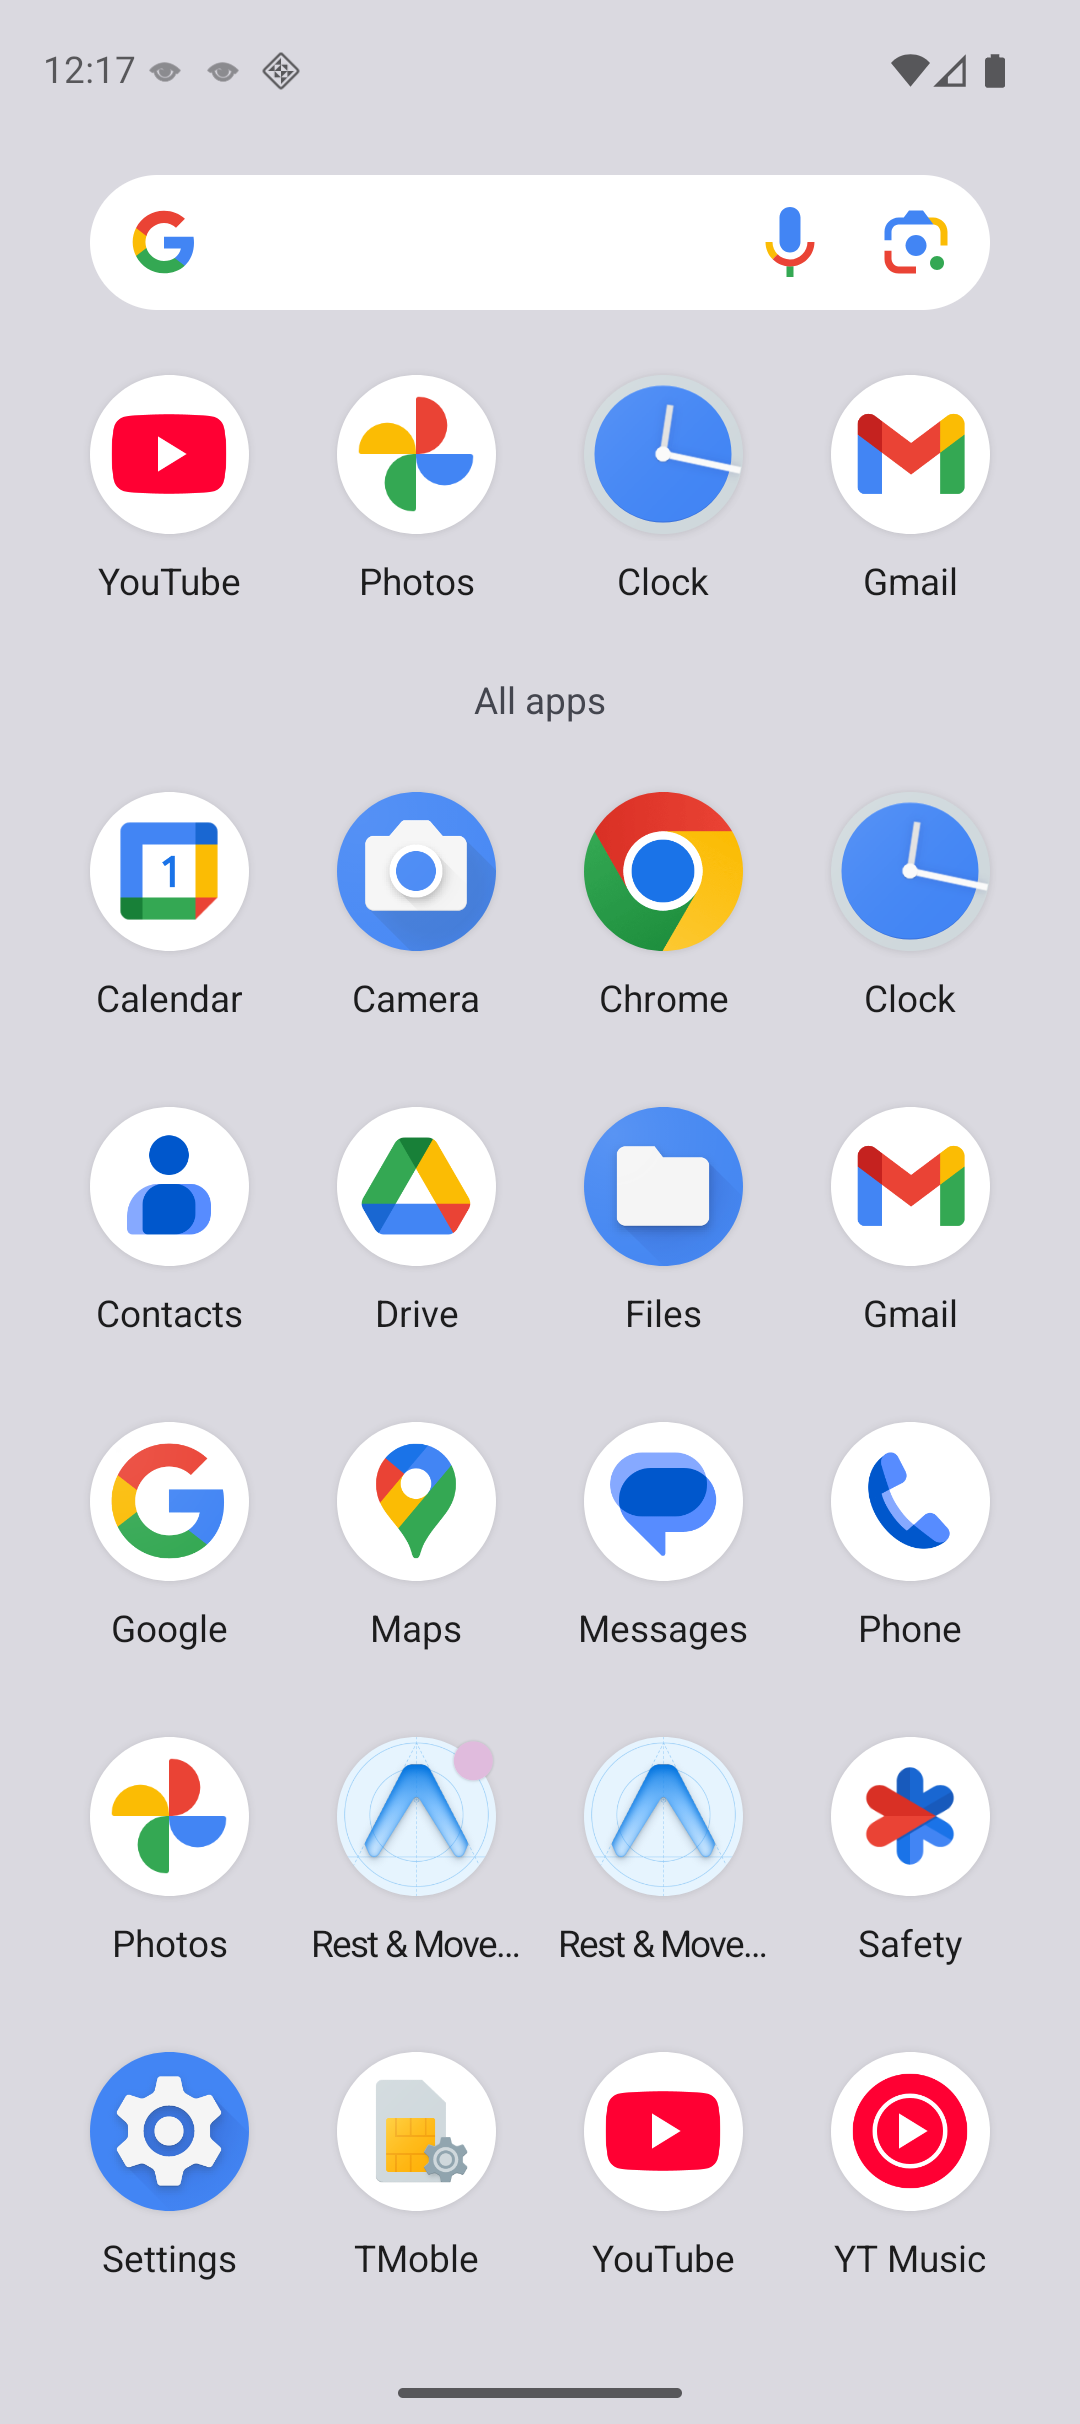 12:17
YouTube Photos Clock Gmail
All apps
1
Calendar Camera Chrome Clock
Contacts Drive Files Gmail
Google Maps Messages Phone
Photos Rest & Move... Rest & Move... Safety
Settings TMoble YouTube YT Music